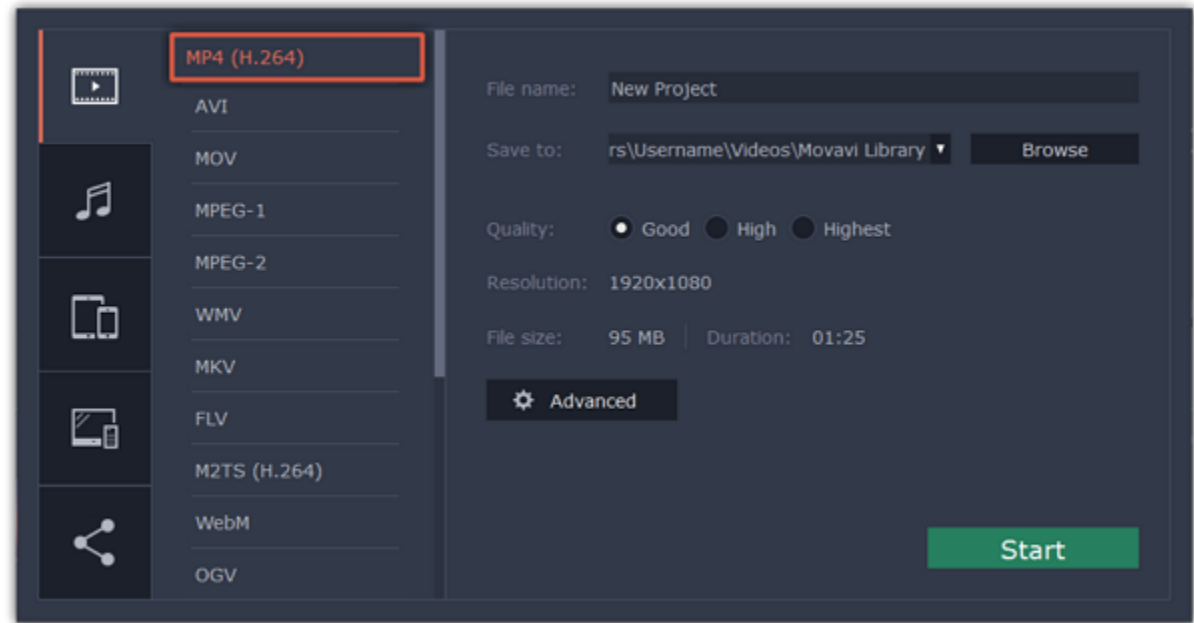 MP4 (H.264)
AVI
MOV
MPEG-1
MPEG-2
WMV
MKV
FLV
M2TS (H.264)
WebM
OGV
File name: New Project
Save to: rs\Username\Videos\Movavi Library Browse
Quality: Good High Highest
Resolution: 1920x1080
File size: 95 MB Duration: 01:25
Advanced
Start